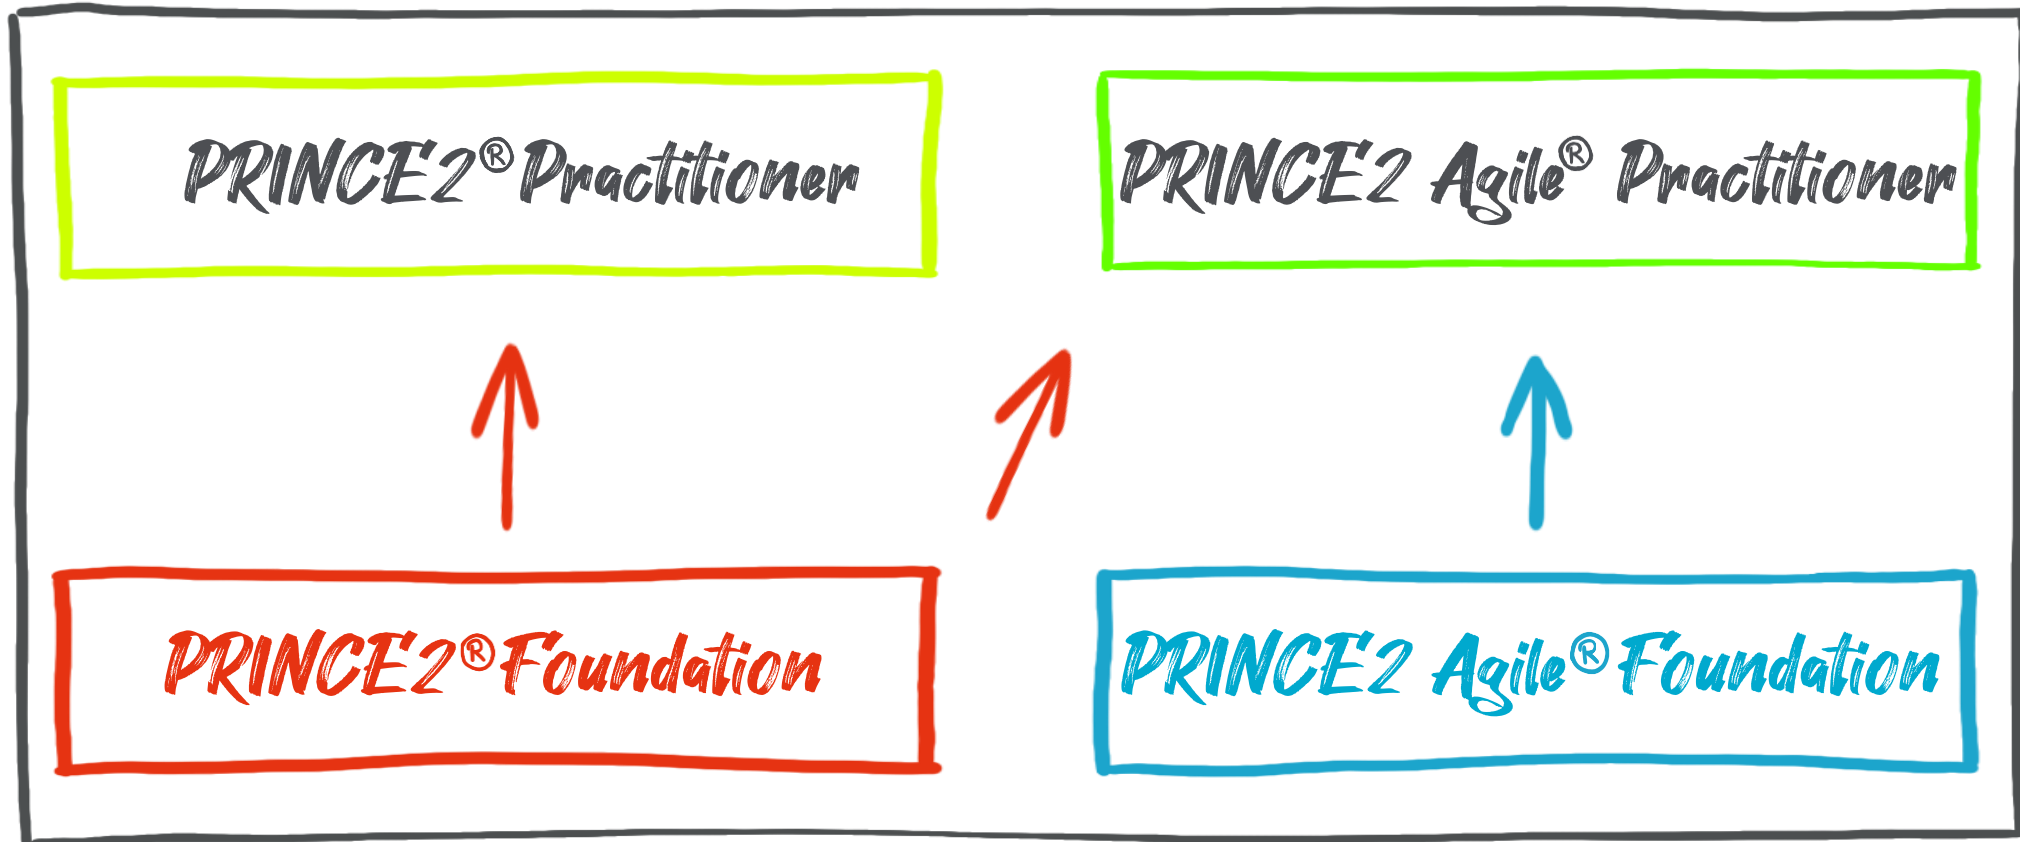 PRINCE2® Practitioner
PRINCE2 Agile® Practitioner
PRINCE2® Foundation
PRINCE2 Agile® Foundation